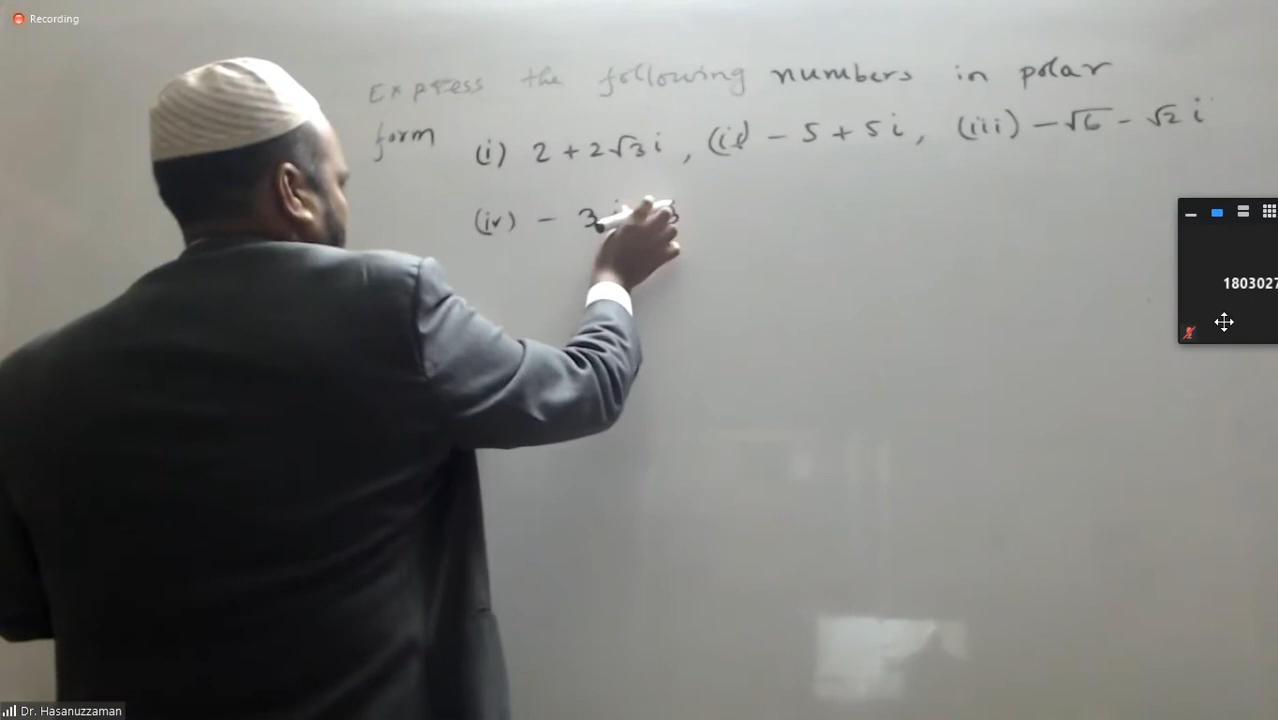 Recording
Express the following numbers in polar
form (i) 2 + 2√3 i , (ii) - 5 + 5 i , (iii) - √6 - √2 i
(iv) - 3
1803027
Dr. Hasanuzzaman